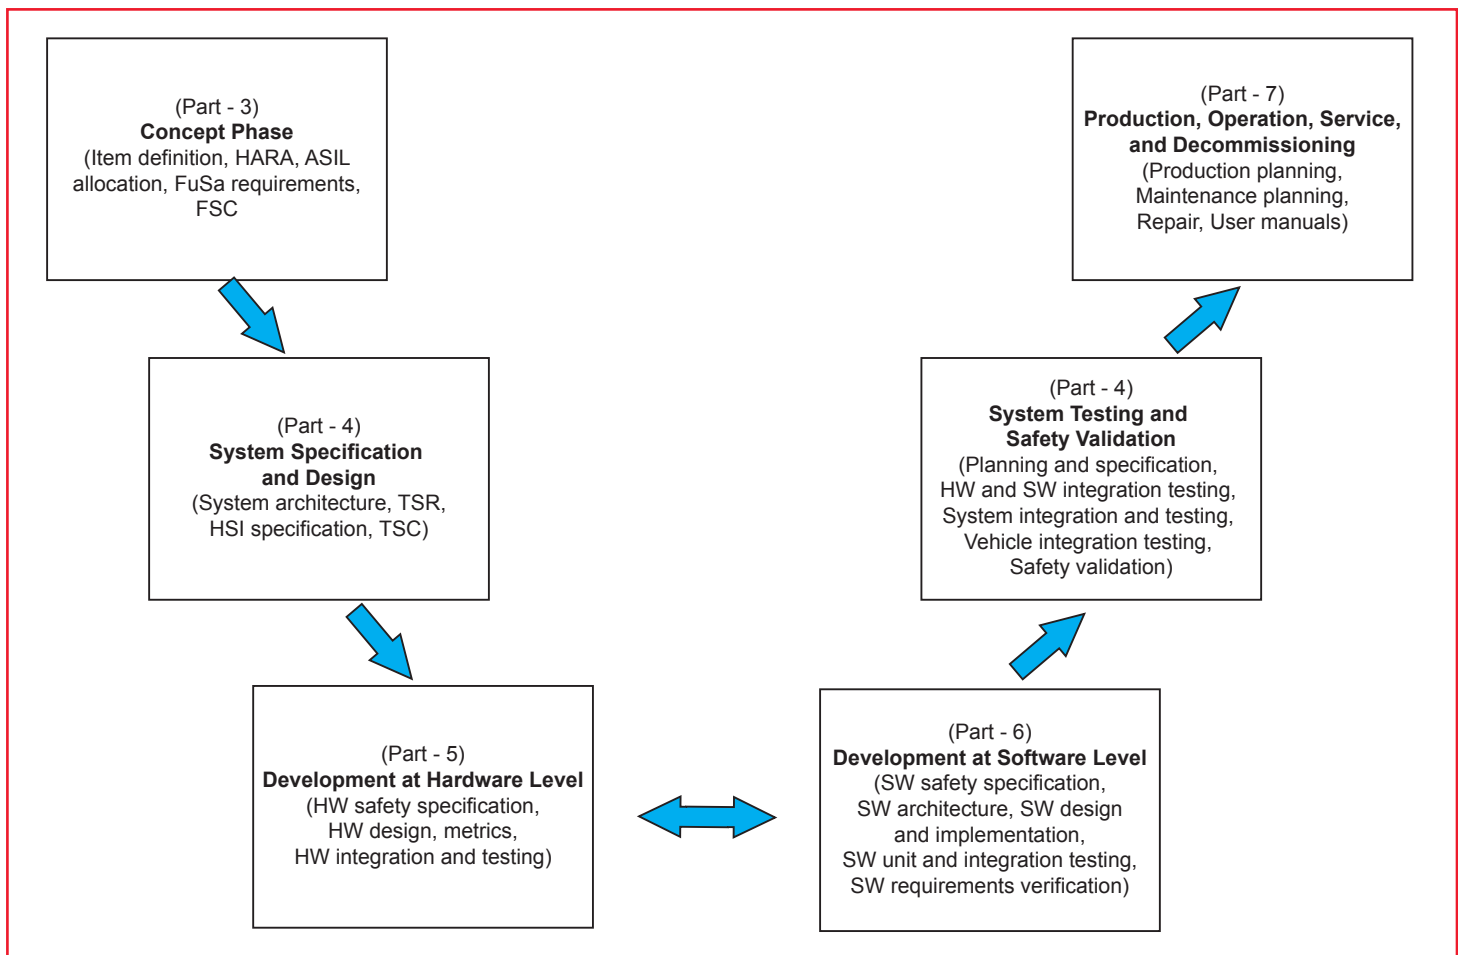 (Part - 3)
Concept Phase
(Item definition, HARA, ASIL
allocation, FuSa requirements,
FSC
(Part - 4)
System Specification
and Design
(System architecture, TSR,
HSI specification, TSC)
(Part - 5)
Development at Hardware Level
(HW safety specification,
HW design, metrics,
HW integration and testing)
(Part - 6)
Development at Software Level
(SW safety specification,
SW architecture, SW design
and implementation,
SW unit and integration testing,
SW requirements verification)
(Part - 4)
System Testing and
Safety Validation
(Planning and specification,
HW and SW integration testing,
System integration and testing,
Vehicle integration testing,
Safety validation)
(Part - 7)
Production, Operation, Service,
and Decommissioning
(Production planning,
Maintenance planning,
Repair, User manuals)